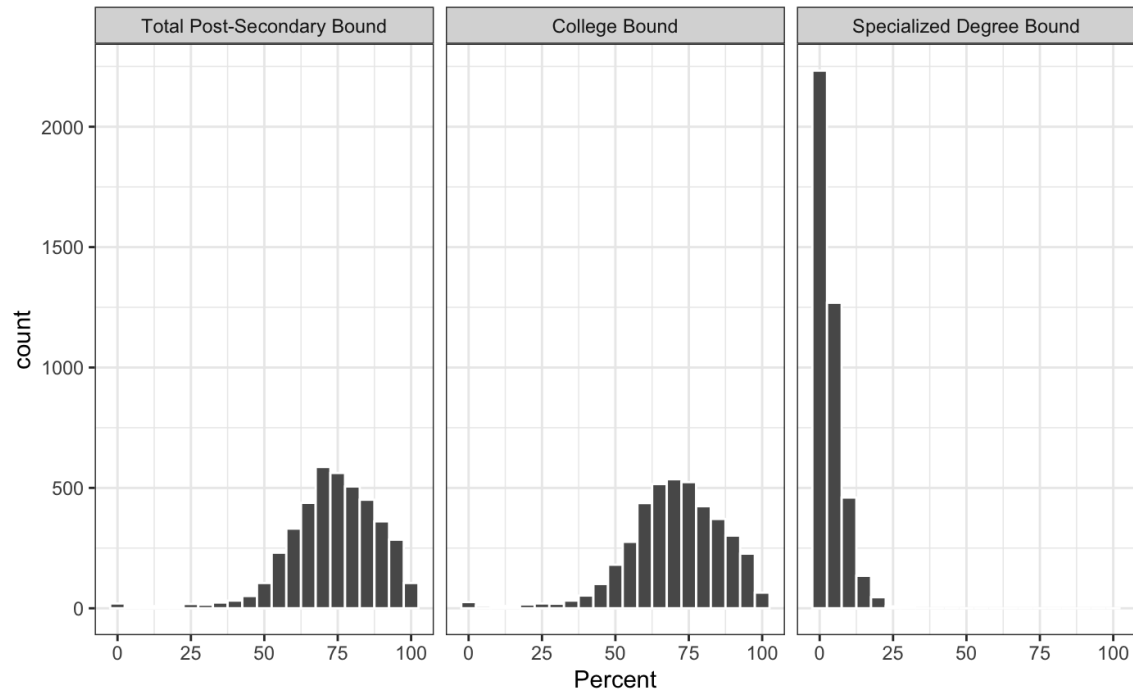 Total Post-Secondary Bound
College Bound
Specialized Degree Bound
count
2000
1500
1000
500
0
0 25 50 75 100
0 25 50 75 100
0 25 50 75 100
Percent